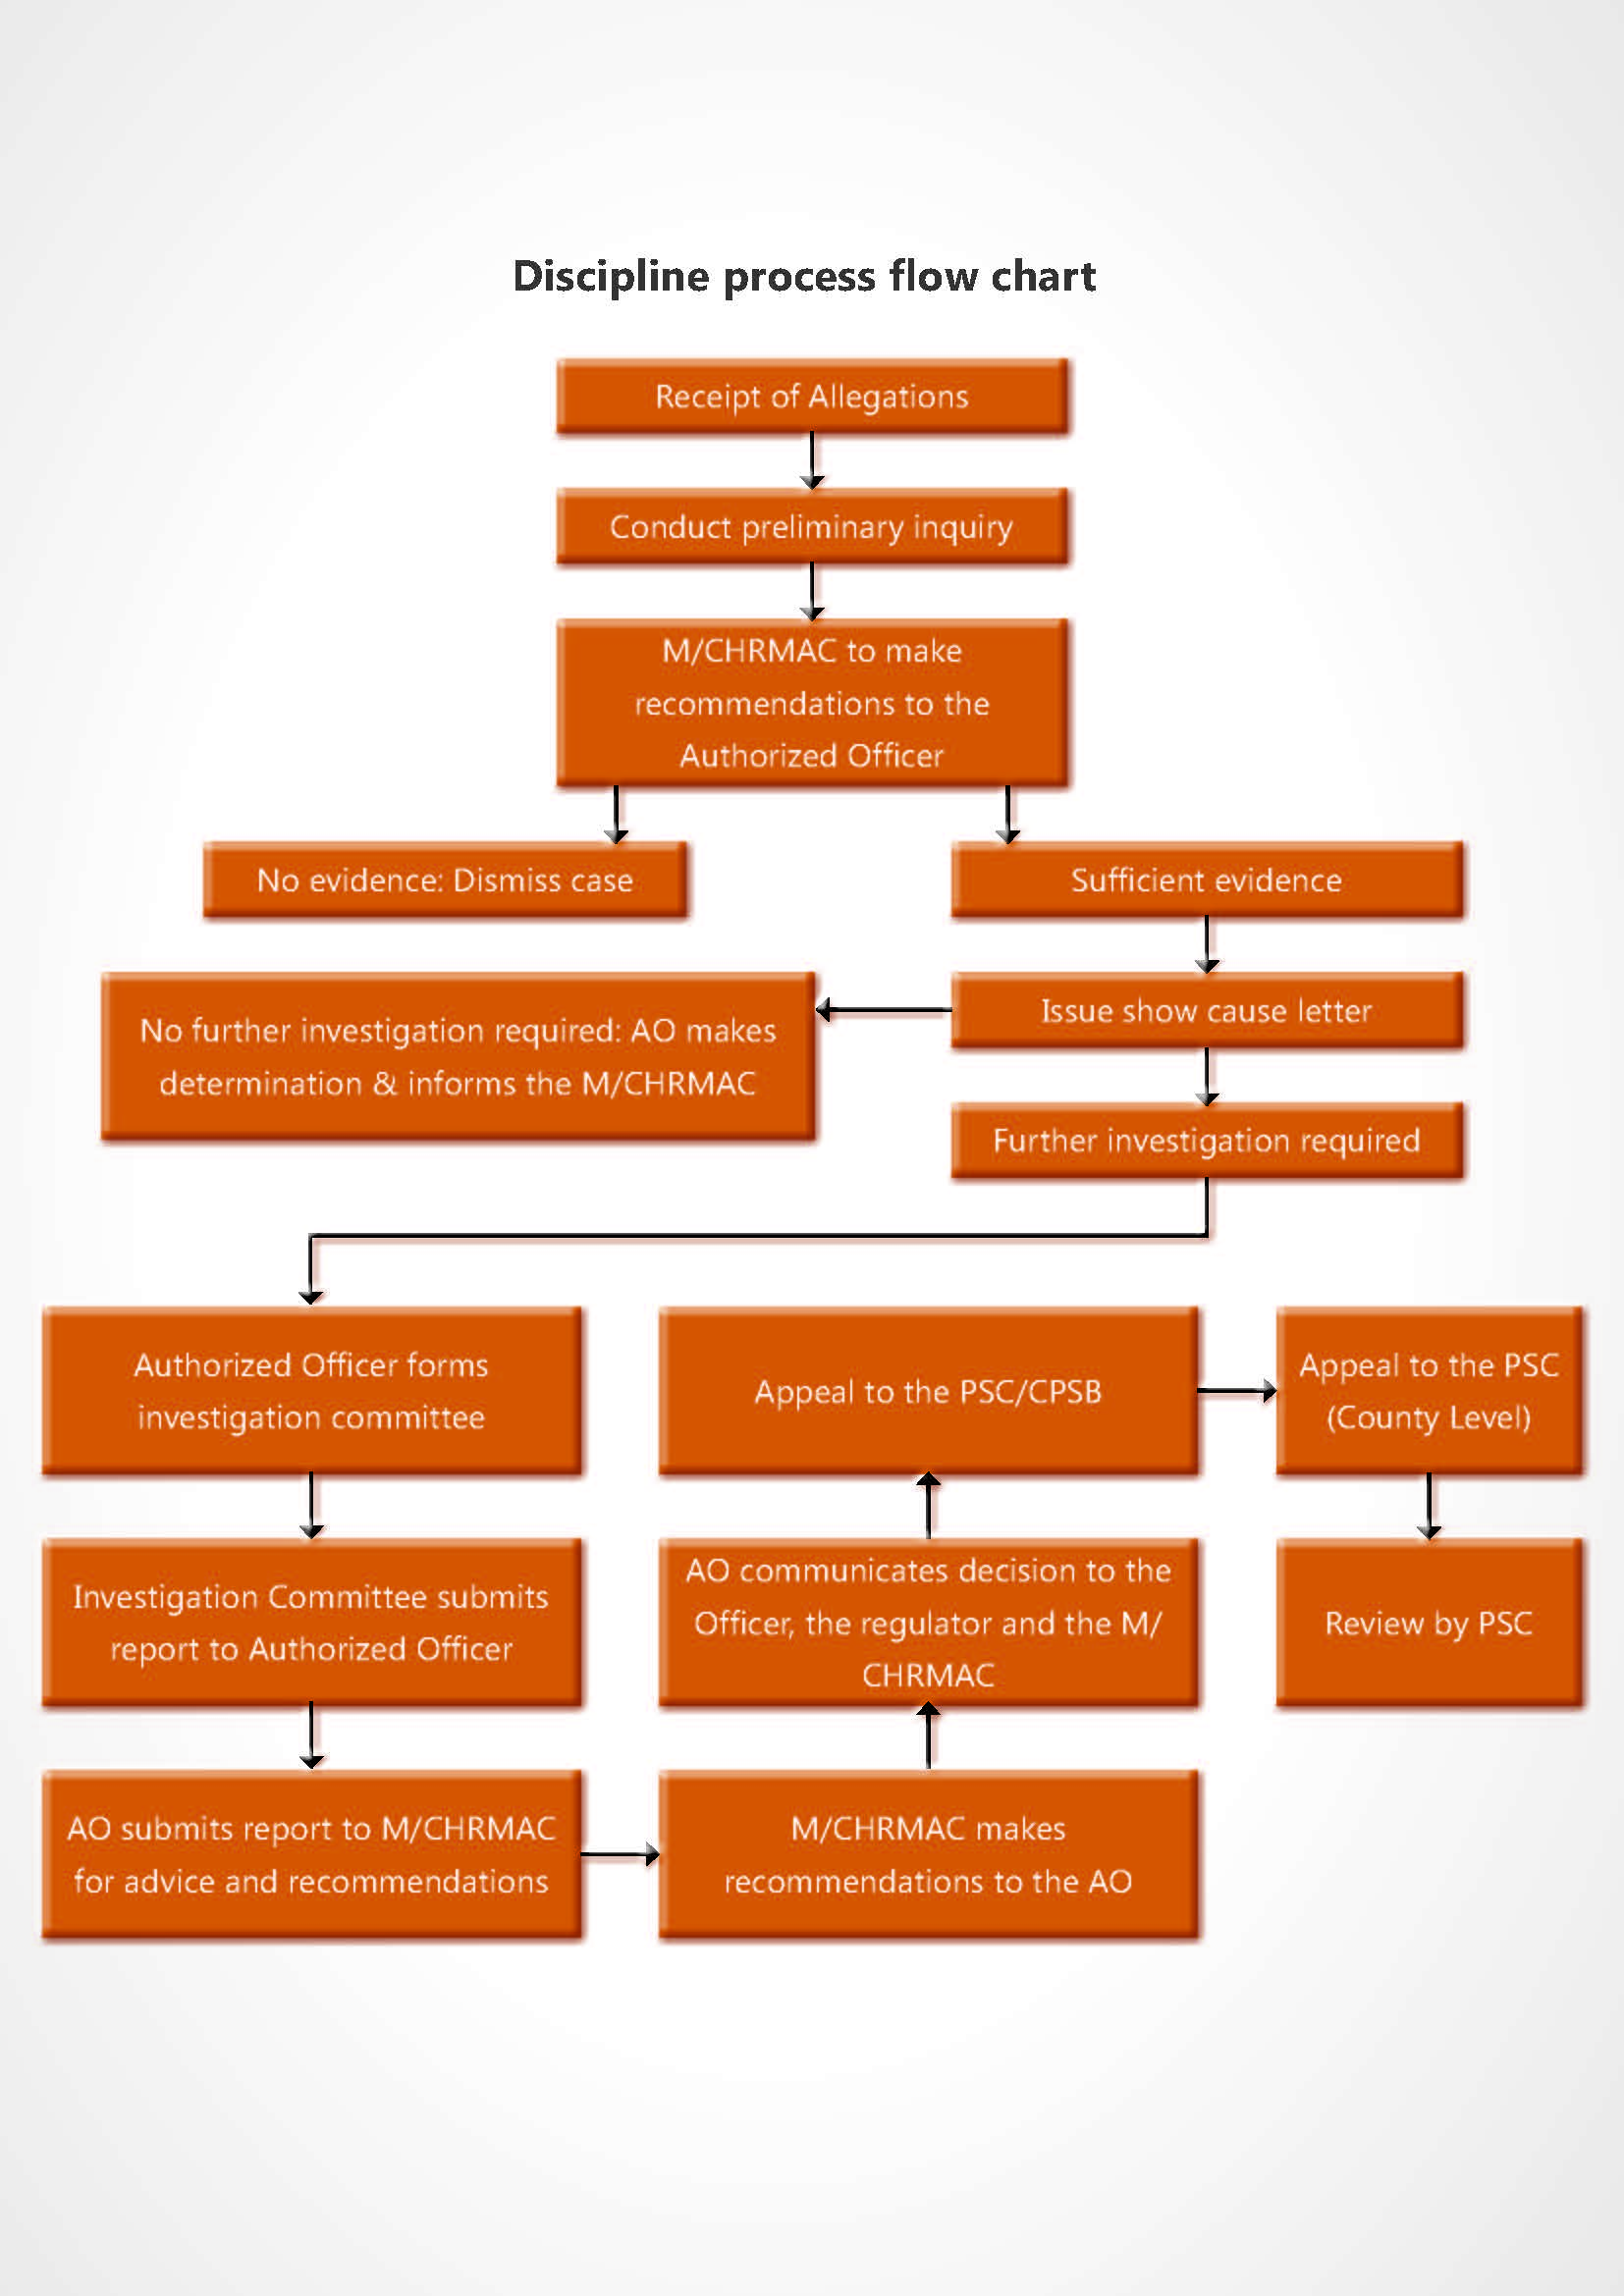 Discipline process flow chart
Receipt of Allegations
Conduct preliminary inquiry
M/CHRMAC to make
recommendations to the
Authorized Officer
No evidence: Dismiss case
Sufficient evidence
No further investigation required: AO makes
determination & informs the M/CHRMAC
Issue show cause letter
Further investigation required
Authorized Officer forms
investigation committee
Appeal to the PSC/CPSB
Appeal to the PSC
(County Level)
Investigation Committee submits
report to Authorized Officer
AO communicates decision to the
Officer, the regulator and the M/
CHRMAC
Review by PSC
AO submits report to M/CHRMAC
for advice and recommendations
M/CHRMAC makes
recommendations to the AO